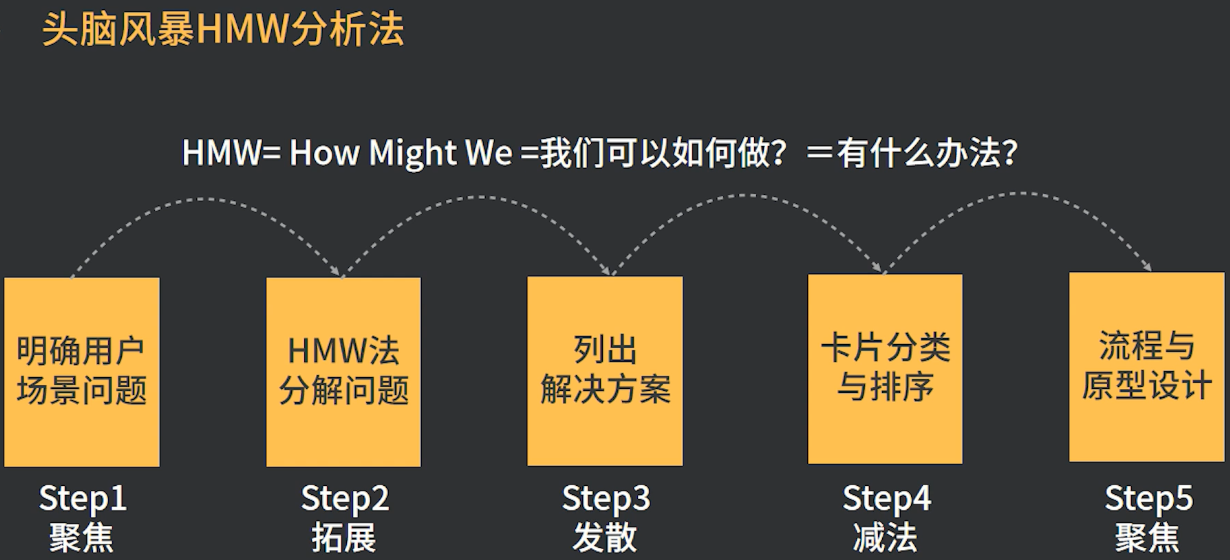 头脑风暴HMW分析法
HMW= How Might We =我们可以如何做？＝有什么办法？
明确用户
场景问题
HMW法
分解问题
列出
解决方案
卡片分类
与排序
流程与
原型设计
Step1
聚焦
Step2
拓展
Step3
发散
Step4
减法
Step5
聚焦